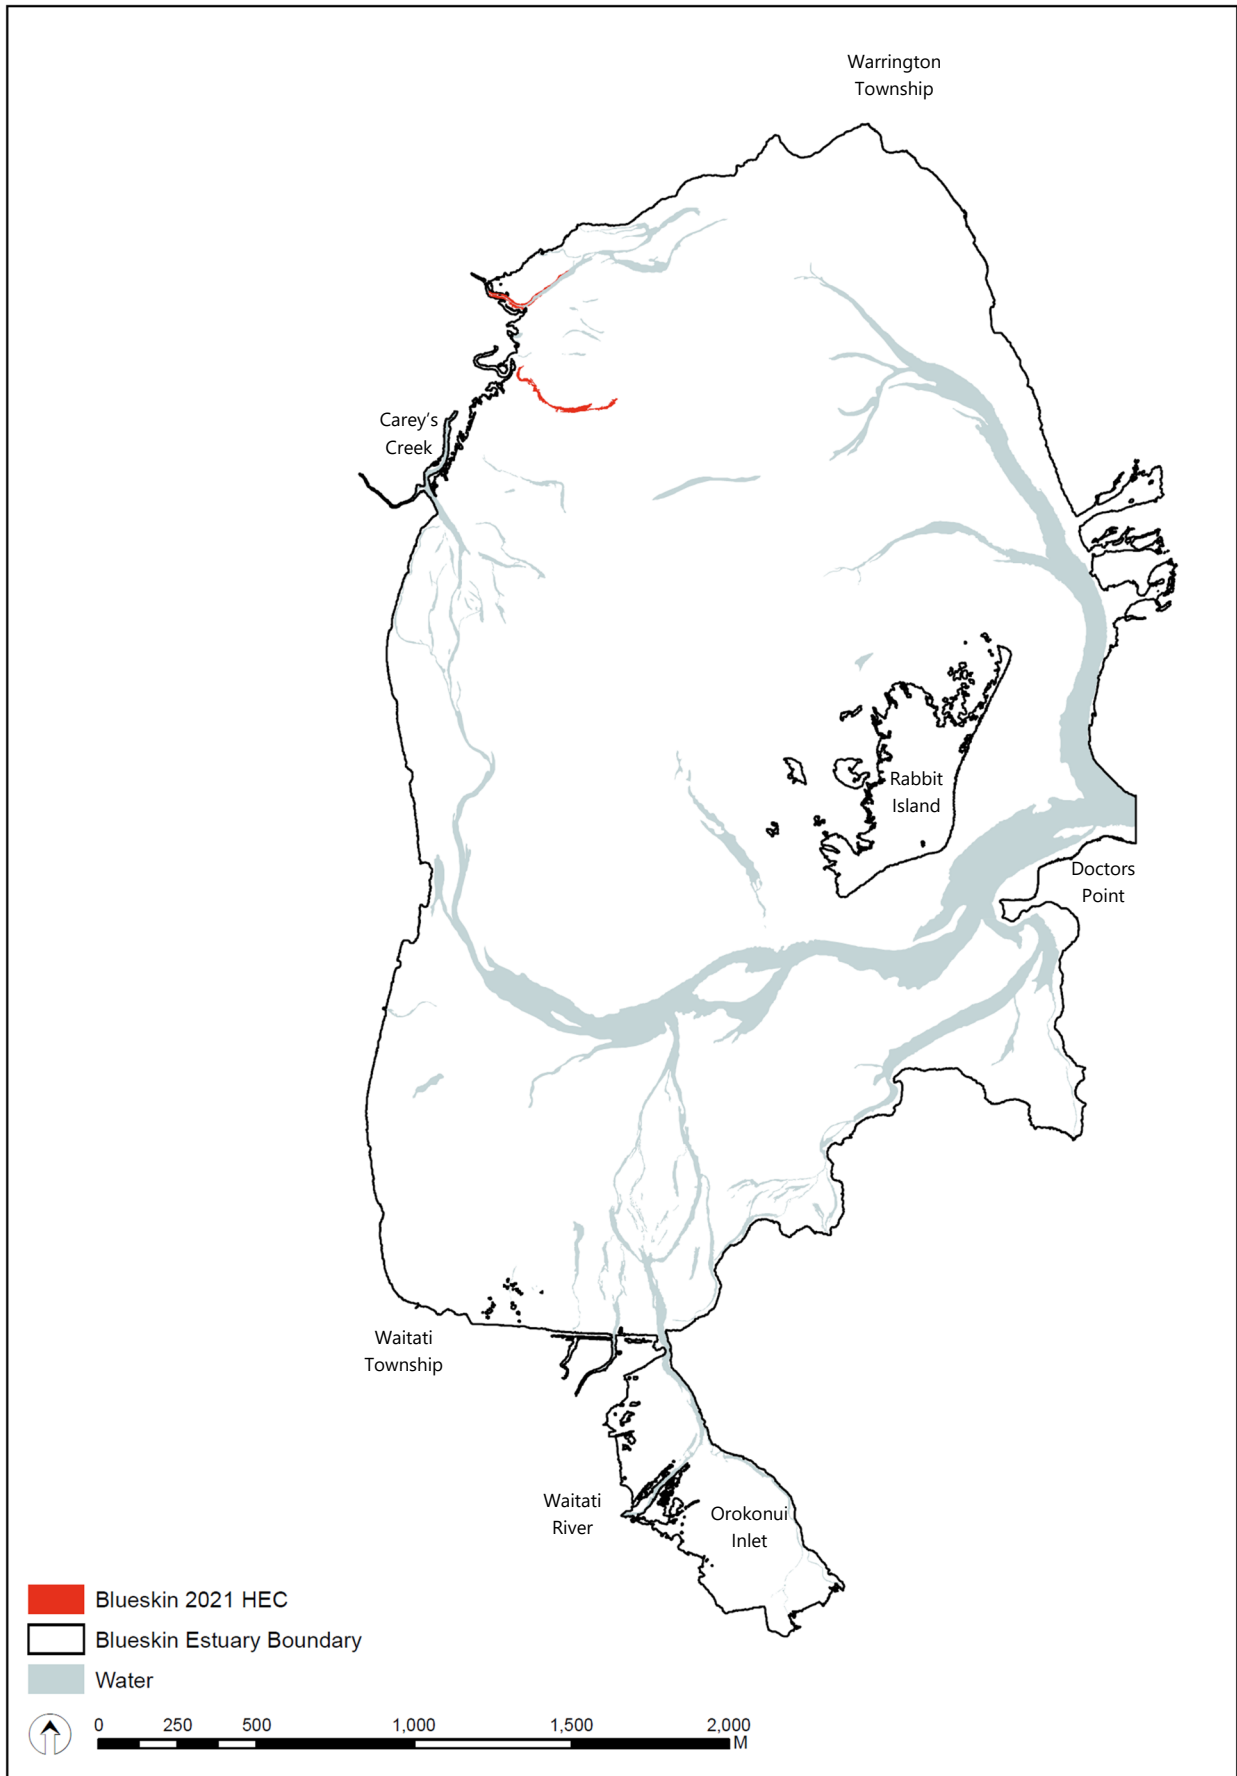 Warrington
Township
Carey's
Creek
Rabbit
Island
Doctors
Point
Waitati
Township
Waitati
River
Orokonui
Inlet
Blueskin 2021 HEC
Blueskin Estuary Boundary
Water
0 250 500 1,000 1,500 2,000
M